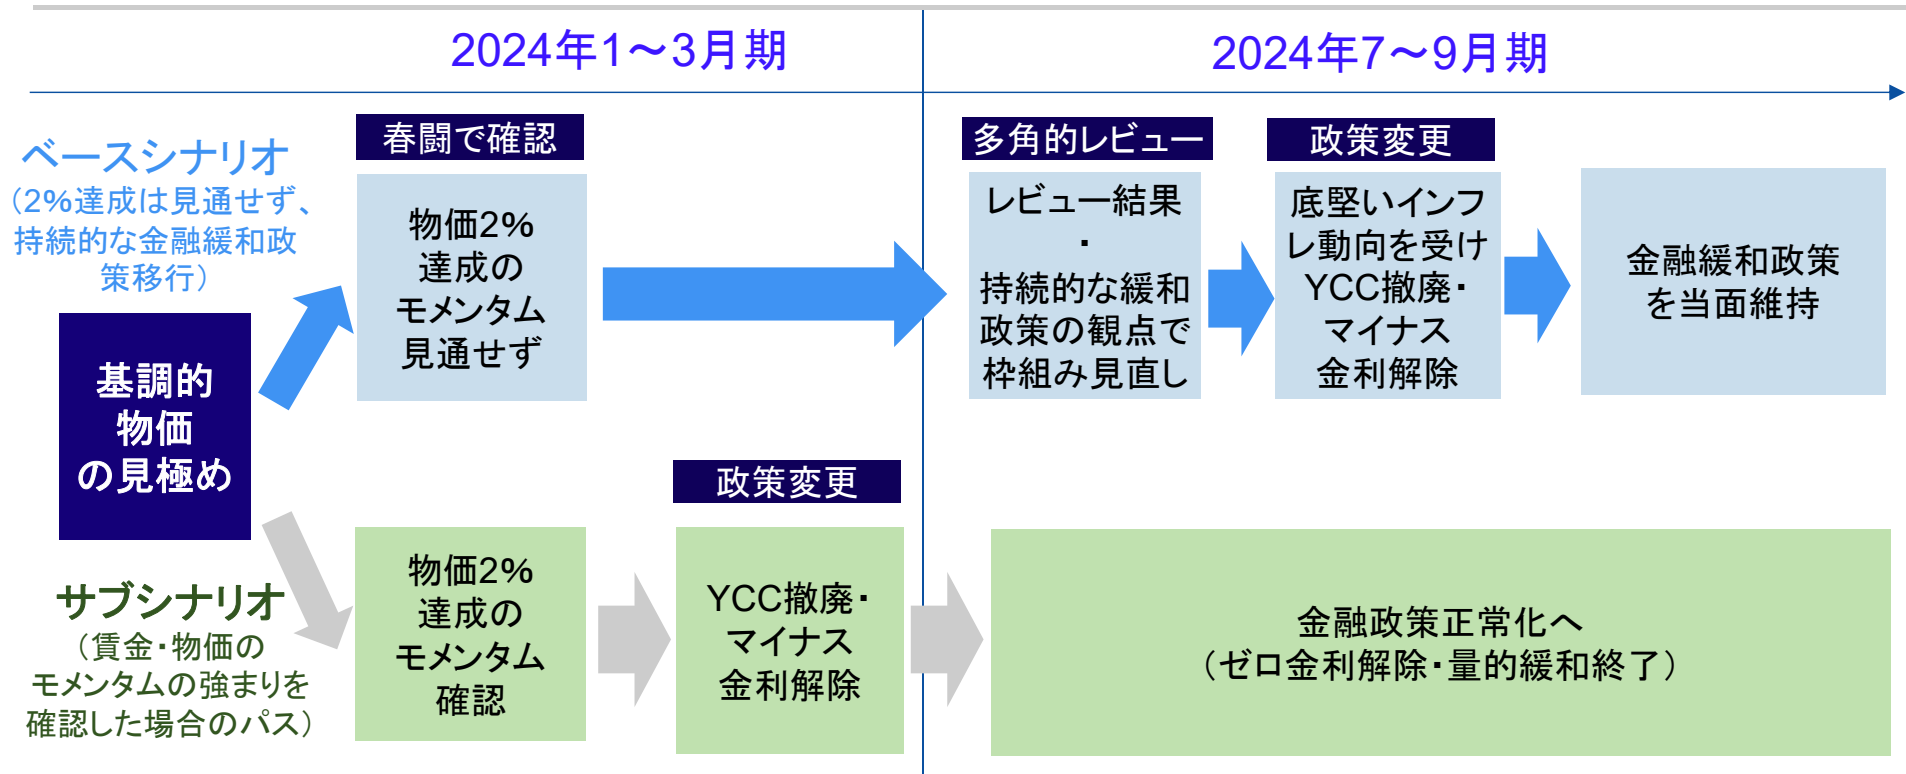 2024年1～3月期
2024年7～9月期
ベースシナリオ
（2%達成は見通せず、
持続的な金融緩和政
策移行）
春闘で確認
物価2%
達成の
モメンタム
見通せず
多角的レビュー
レビュー結果
・
持続的な緩和
政策の観点で
枠組み見直し
政策変更
底堅いインフ
レ動向を受け
YCC撤廃・
マイナス
金利解除
金融緩和政策
を当面維持
基調的
物価
の見極め
サブシナリオ
（賃金・物価の
モメンタムの強まりを
確認した場合のパス）
物価2%
達成の
モメンタム
確認
政策変更
YCC撤廃・
マイナス
金利解除
金融政策正常化へ
（ゼロ金利解除・量的緩和終了）